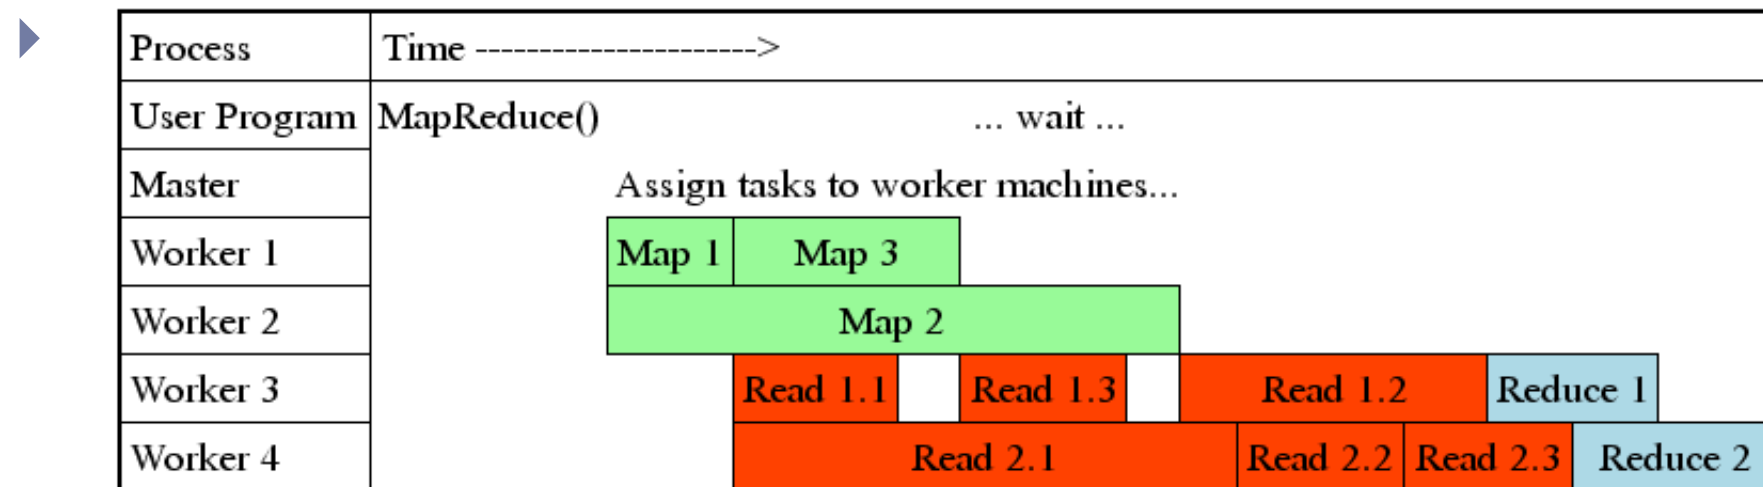 Process Time ---------------------->
User Program MapReduce() ... wait ...
Master Assign tasks to worker machines...
Worker 1 Map 1 Map 3
Worker 2 Map 2
Worker 3 Read 1.1 Read 1.3 Read 1.2 Reduce 1
Worker 4 Read 2.1 Read 2.2 Read 2.3 Reduce 2